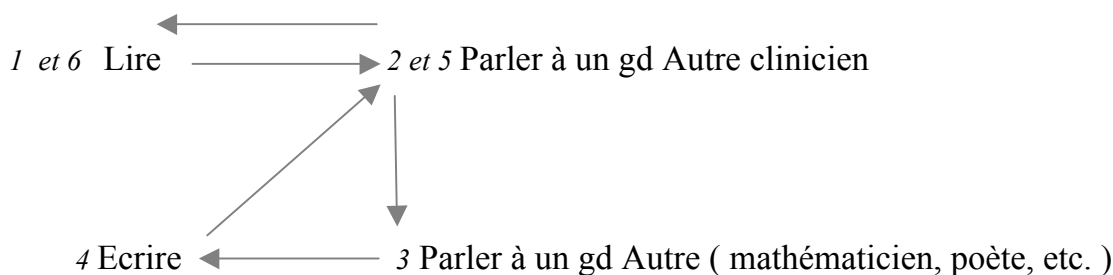 1 et 6 Lire 2 et 5 Parler à un gd Autre clinicien
4 Ecrire 3 Parler à un gd Autre ( mathématicien, poète, etc. )